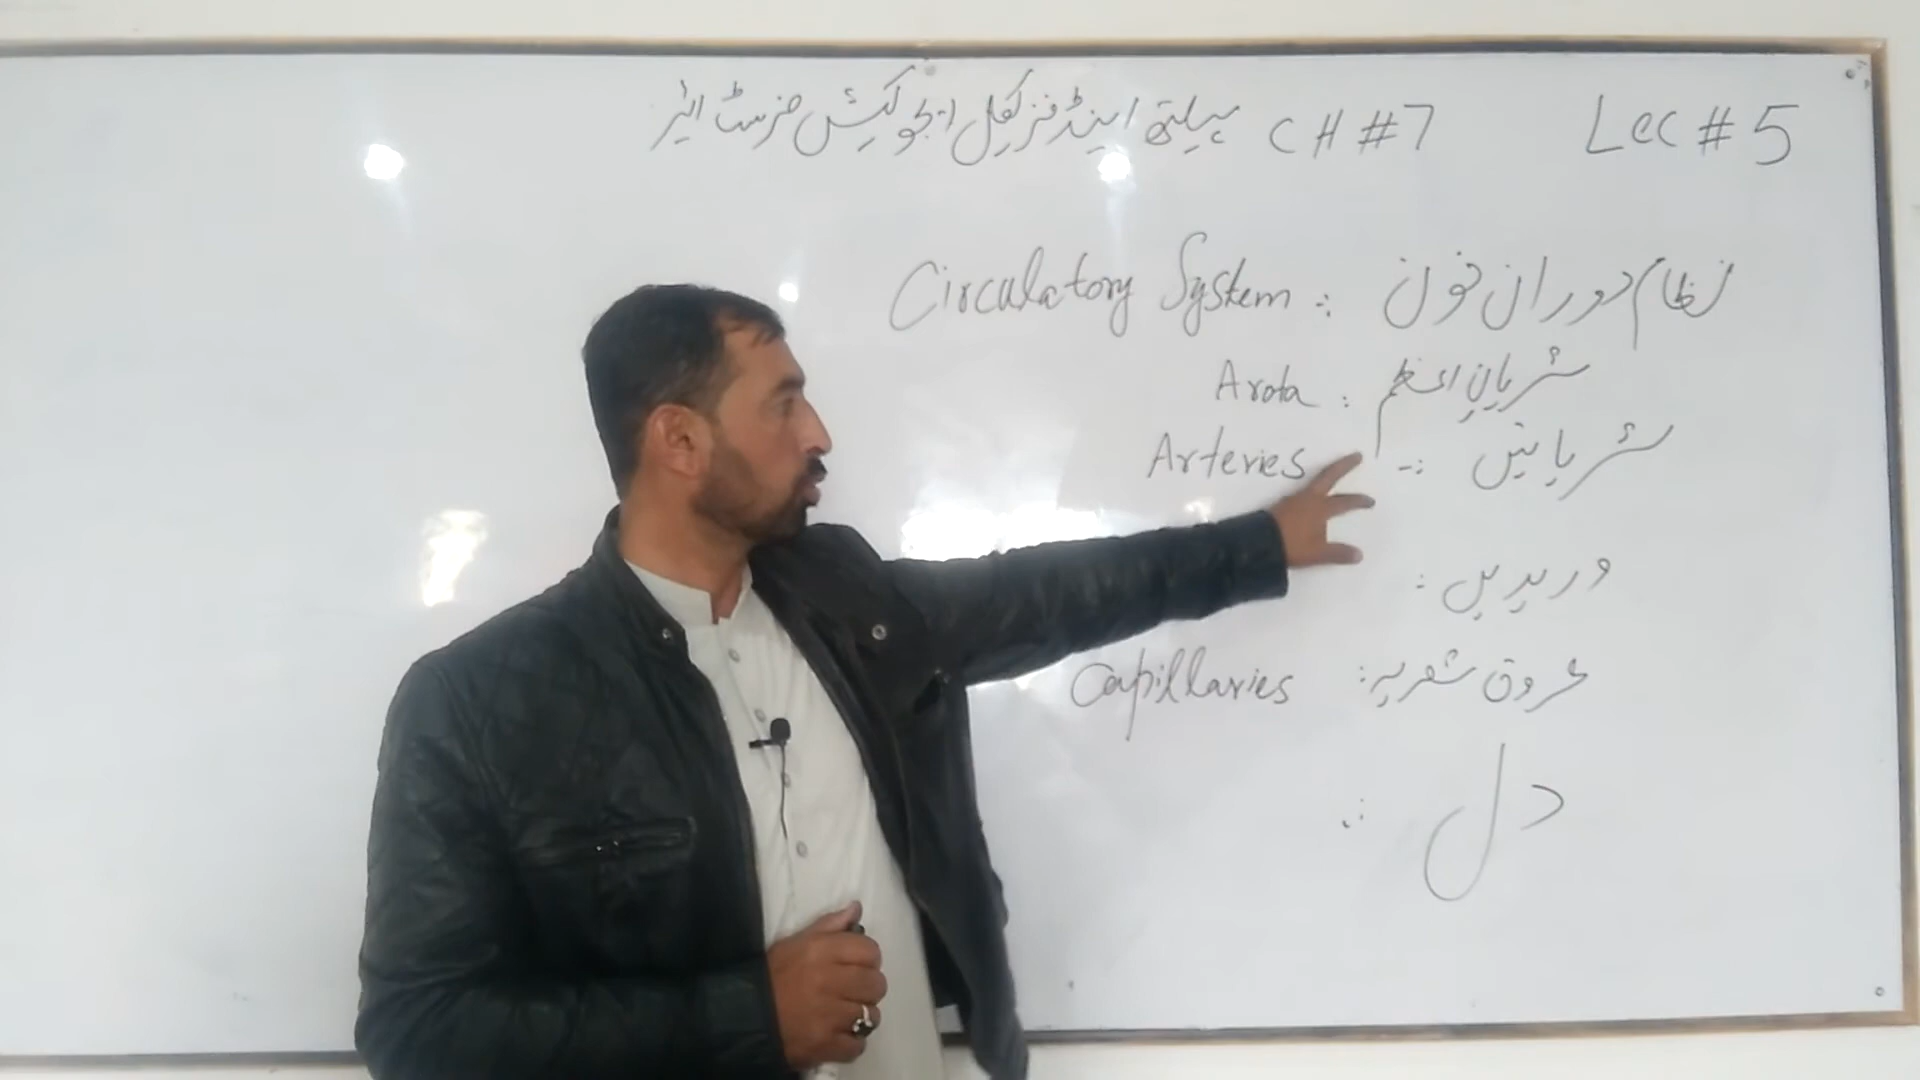 ہیلتھ اینڈ فزیکل ایجوکیشن فرسٹ ائیر CH #7 Lec # 5
Circulatory System : نظام دوران خون
Arota : شریانِ اعظم
Arteries :- شریانیں
وریدیں :
Capillaries : عروق شعریہ
دل :